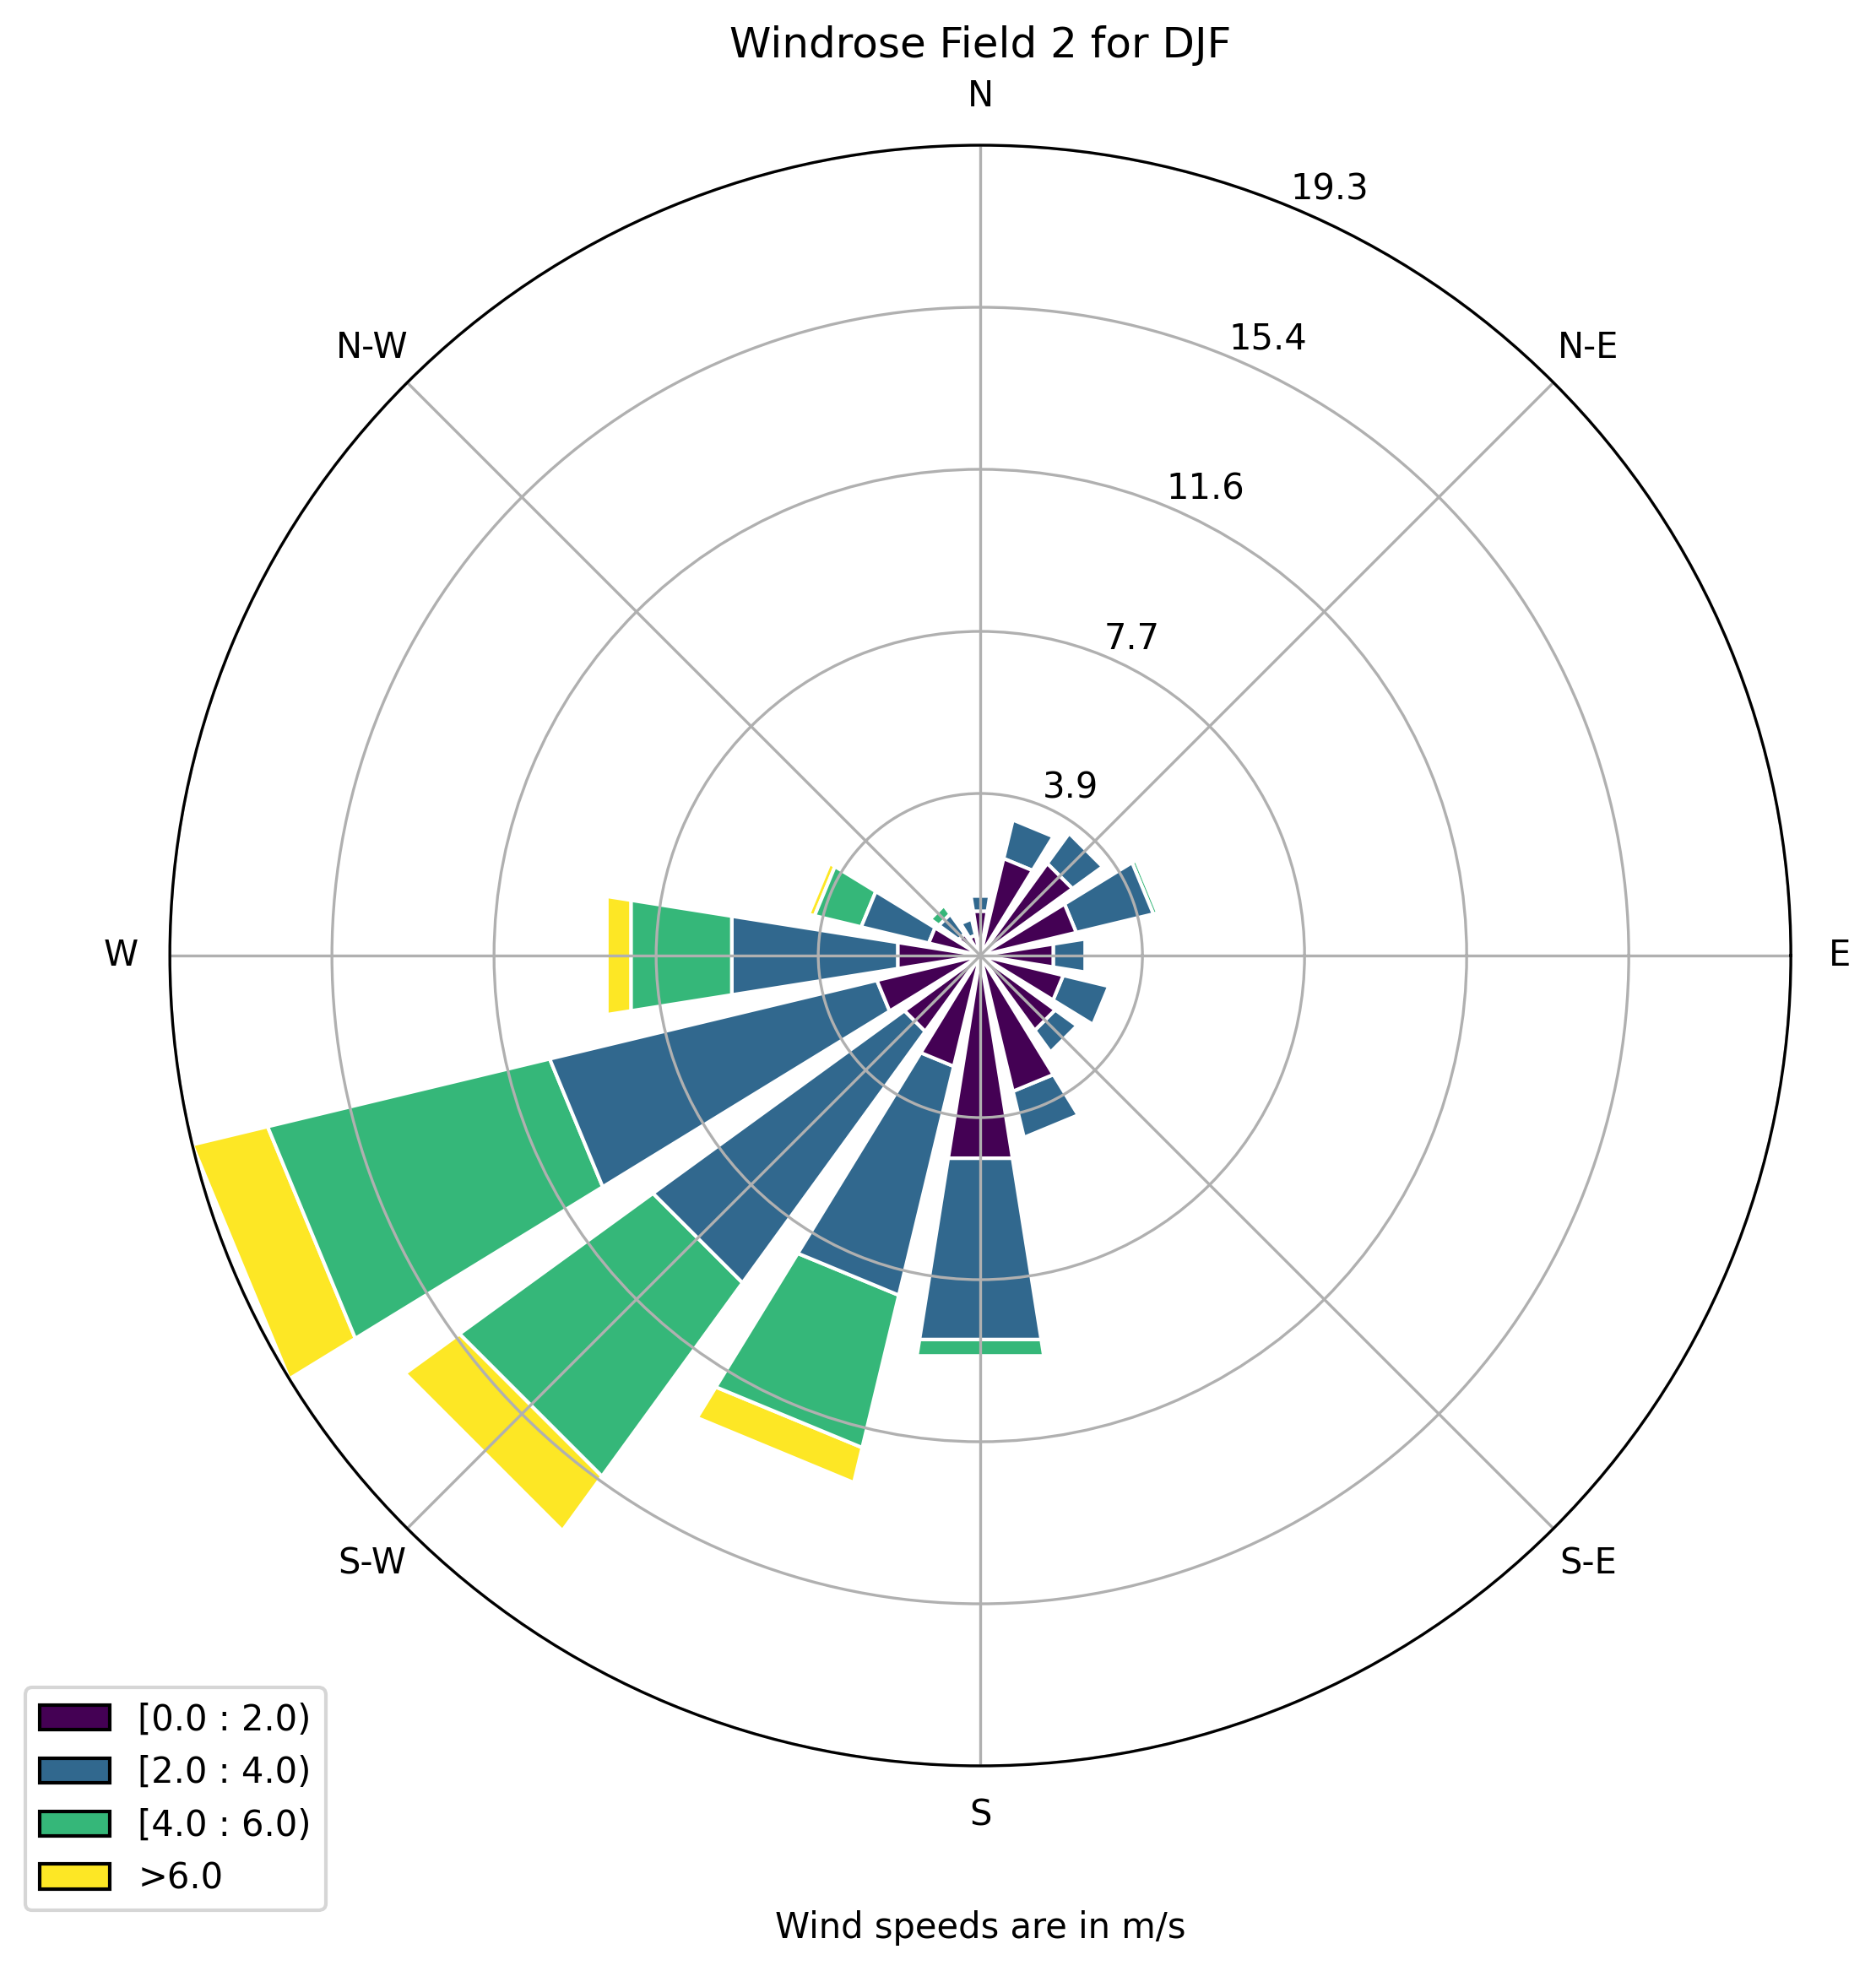 Windrose Field 2 for DJF
N
19.3
N-W
15.4
N-E
11.6
7.7
3.9
W
E
S-W
S-E
[0.0 : 2.0)
[2.0 : 4.0)
S
[4.0 : 6.0)
>6.0
Wind speeds are in m/s